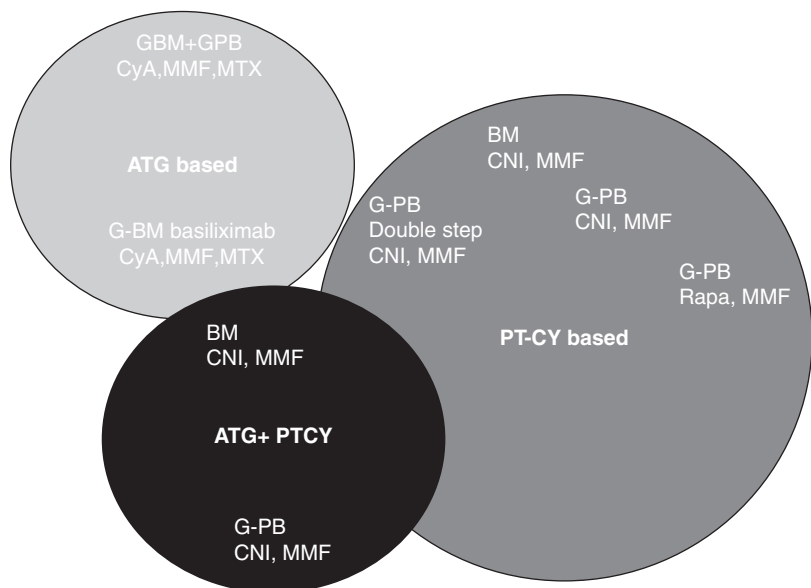 GBM+GPB
CyA,MMF,MTX
ATG based
G-BM basiliximab
CyA,MMF,MTX
BM
CNI, MMF
G-PB
Double step
CNI, MMF
G-PB
CNI, MMF
G-PB
Rapa, MMF
PT-CY based
BM
CNI, MMF
ATG+ PTCY
G-PB
CNI, MMF